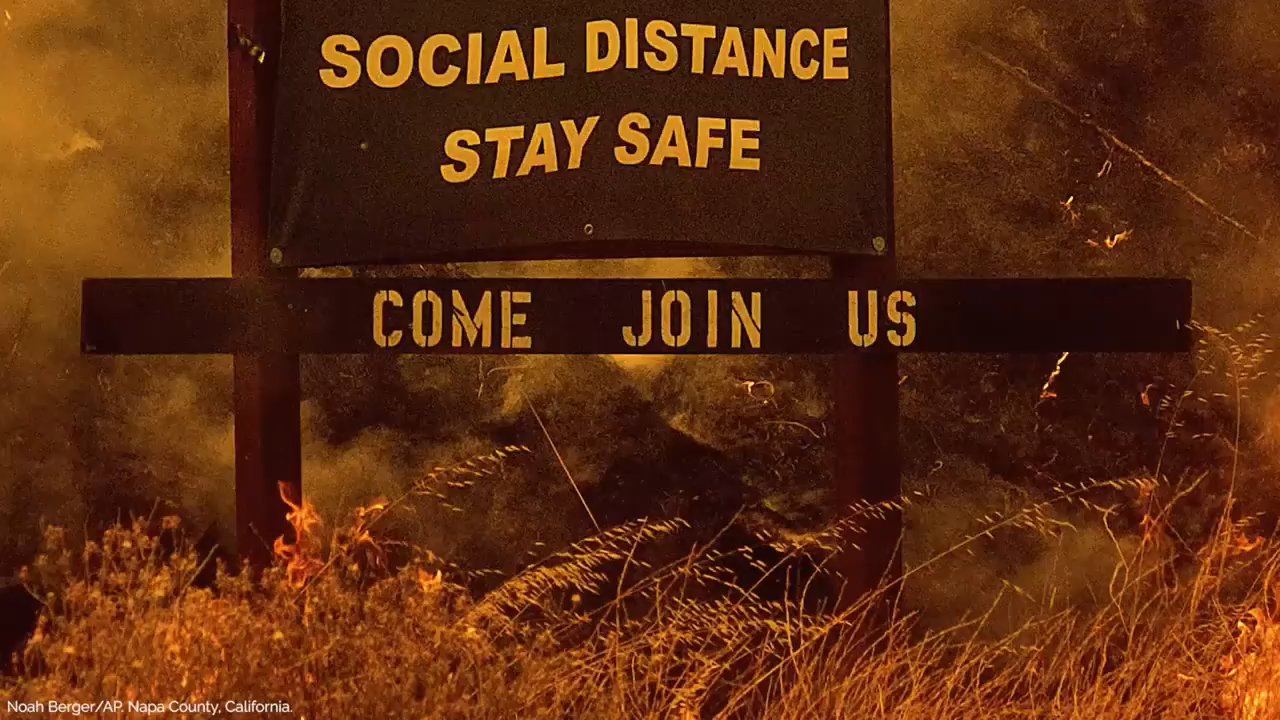 SOCIAL DISTANCE
STAY SAFE
COME JOIN US
Noah Berger/AP. Napa County, California.